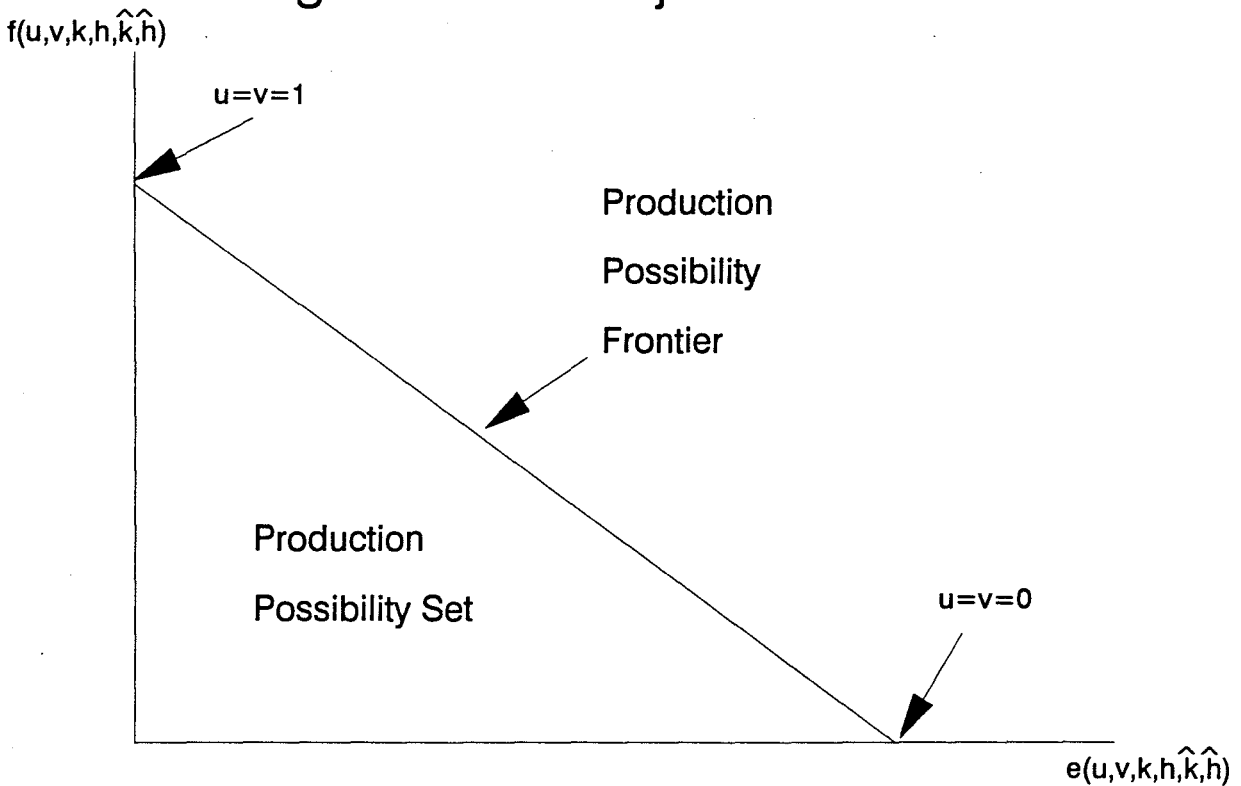 f(u,v,k,h,k̂,ĥ)
u=v=1
Production
Possibility
Frontier
Production
Possibility Set
u=v=0
e(u,v,k,h,k̂,ĥ)